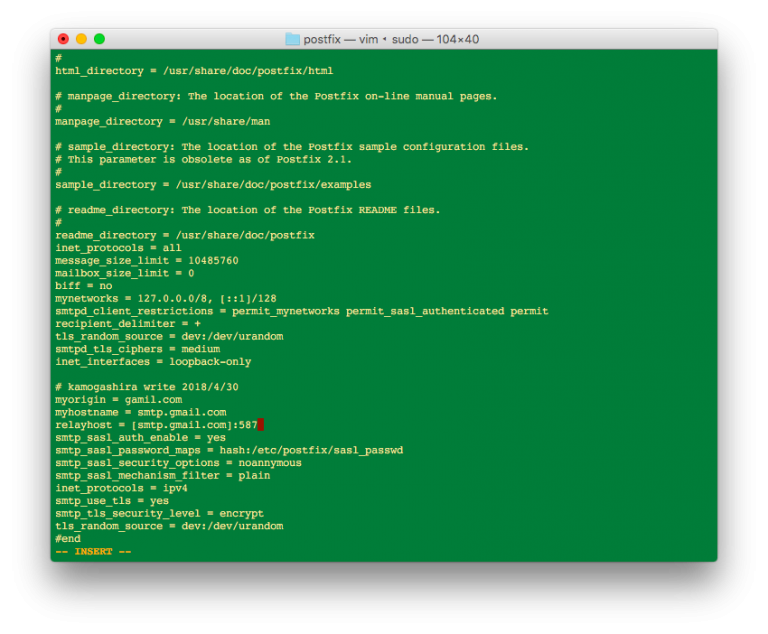 postfix — vim ◂ sudo — 104×40
#
html_directory = /usr/share/doc/postfix/html
# manpage_directory: The location of the Postfix on-line manual pages.
#
manpage_directory = /usr/share/man
# sample_directory: The location of the Postfix sample configuration files.
# This parameter is obsolete as of Postfix 2.1.
#
sample_directory = /usr/share/doc/postfix/examples
# readme_directory: The location of the Postfix README files.
#
readme_directory = /usr/share/doc/postfix
inet_protocols = all
message_size_limit = 10485760
mailbox_size_limit = 0
biff = no
mynetworks = 127.0.0.0/8, [::1]/128
smtpd_client_restrictions = permit_mynetworks permit_sasl_authenticated permit
recipient_delimiter = +
tls_random_source = dev:/dev/urandom
smtpd_tls_ciphers = medium
inet_interfaces = loopback-only
# kamogashira write 2018/4/30
myorigin = gamil.com
myhostname = smtp.gmail.com
relayhost = [smtp.gmail.com]:587
smtp_sasl_auth_enable = yes
smtp_sasl_password_maps = hash:/etc/postfix/sasl_passwd
smtp_sasl_security_options = noannymous
smtp_sasl_mechanism_filter = plain
inet_protocols = ipv4
smtp_use_tls = yes
smtp_tls_security_level = encrypt
tls_random_source = dev:/dev/urandom
#end
-- INSERT --